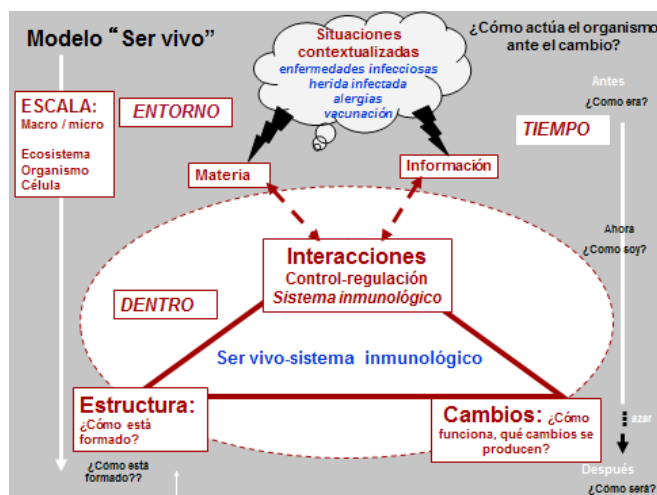 Modelo “Ser vivo”
Situaciones
contextualizadas
enfermedades infecciosas
herida infectada
alergias
vacunación
¿Cómo actúa el organismo
ante el cambio?
ESCALA:
Macro / micro
Ecosistema
Organismo
Célula
ENTORNO
Antes
¿Como era?
TIEMPO
Materia
Información
Ahora
¿Como soy?
Interacciones
Control-regulación
Sistema inmunológico
DENTRO
Ser vivo-sistema inmunológico
Estructura:
¿Cómo está
formado?
Cambios: ¿Cómo
funciona, qué cambios se
producen?
azar
¿Cómo está
formado??
Después
¿Cómo será?